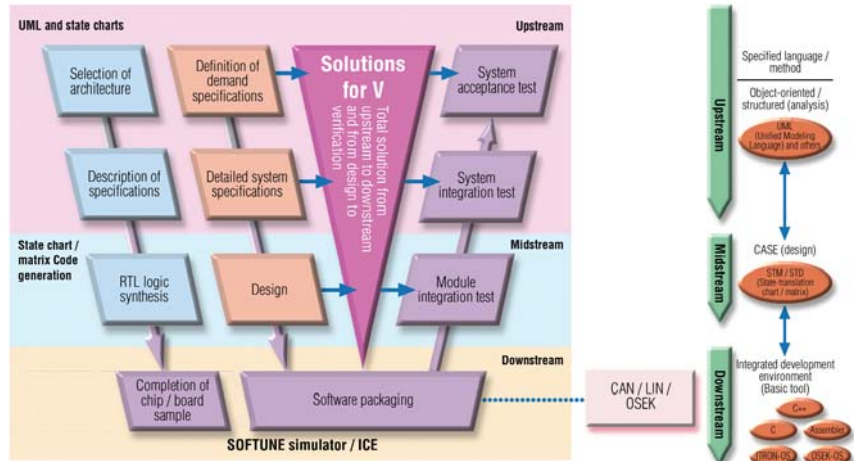 UML and state charts
Upstream
Selection of
architecture
Definition of
demand
specifications
Solutions
for V
Total solution from
upstream to downstream
and from design to
verification
System
acceptance test
Description of
specifications
Detailed system
specifications
System
integration test
State chart /
matrix Code
generation
Midstream
RTL logic
synthesis
Design
Module
integration test
Downstream
Completion of
chip / board
sample
Software packaging
SOFTUNE simulator / ICE
CAN / LIN /
OSEK
Upstream
Specified language /
method
Object-oriented /
structured (analysis)
UML
(Unified Modeling
Language) and others
Midstream
CASE (design)
STM / STD
(State-translation
chart / matrix)
Downstream
Integrated development
environment
(Basic tool)
C++
C
Assembler
ITRON-OS
OSEK-OS